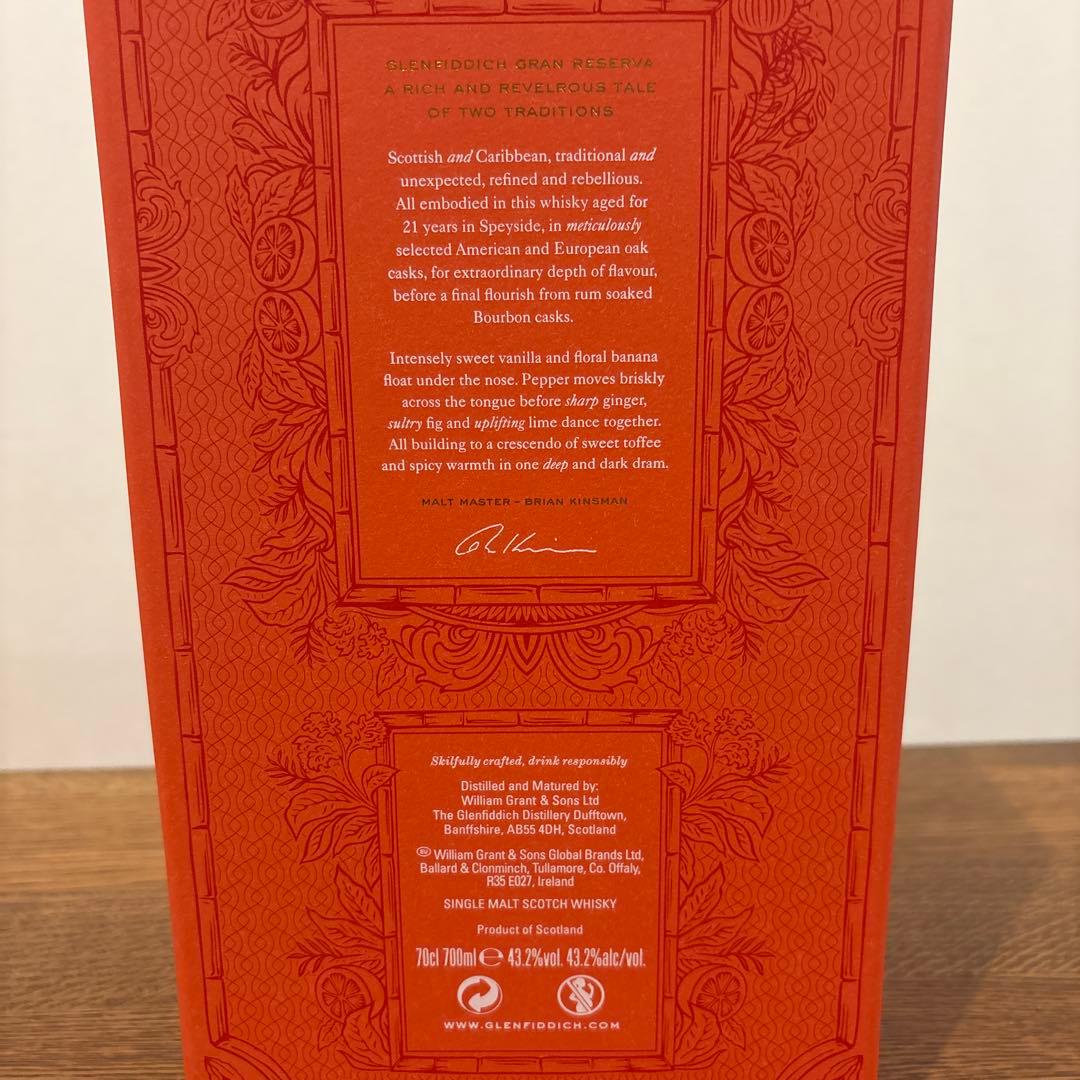 GLENFIDDICH GRAN RESERVA
A RICH AND REVELROUS TALE
OF TWO TRADITIONS
Scottish and Caribbean, traditional and
unexpected, refined and rebellious.
All embodied in this whisky aged for
21 years in Speyside, in meticulously
selected American and European oak
casks, for extraordinary depth of flavour,
before a final flourish from rum soaked
Bourbon casks.
Intensely sweet vanilla and floral banana
float under the nose. Pepper moves briskly
across the tongue before sharp ginger,
sultry fig and uplifting lime dance together.
All building to a crescendo of sweet toffee
and spicy warmth in one deep and dark dram.
MALT MASTER – BRIAN KINSMAN
Skilfully crafted, drink responsibly
Distilled and Matured by:
William Grant & Sons Ltd
The Glenfiddich Distillery Dufftown,
Banffshire, AB55 4DH, Scotland
EU William Grant & Sons Global Brands Ltd,
Ballard & Clonminch, Tullamore, Co. Offaly,
R35 E027, Ireland
SINGLE MALT SCOTCH WHISKY
Product of Scotland
70cl 700ml ℮ 43.2%vol. 43.2%alc/vol.
WWW.GLENFIDDICH.COM